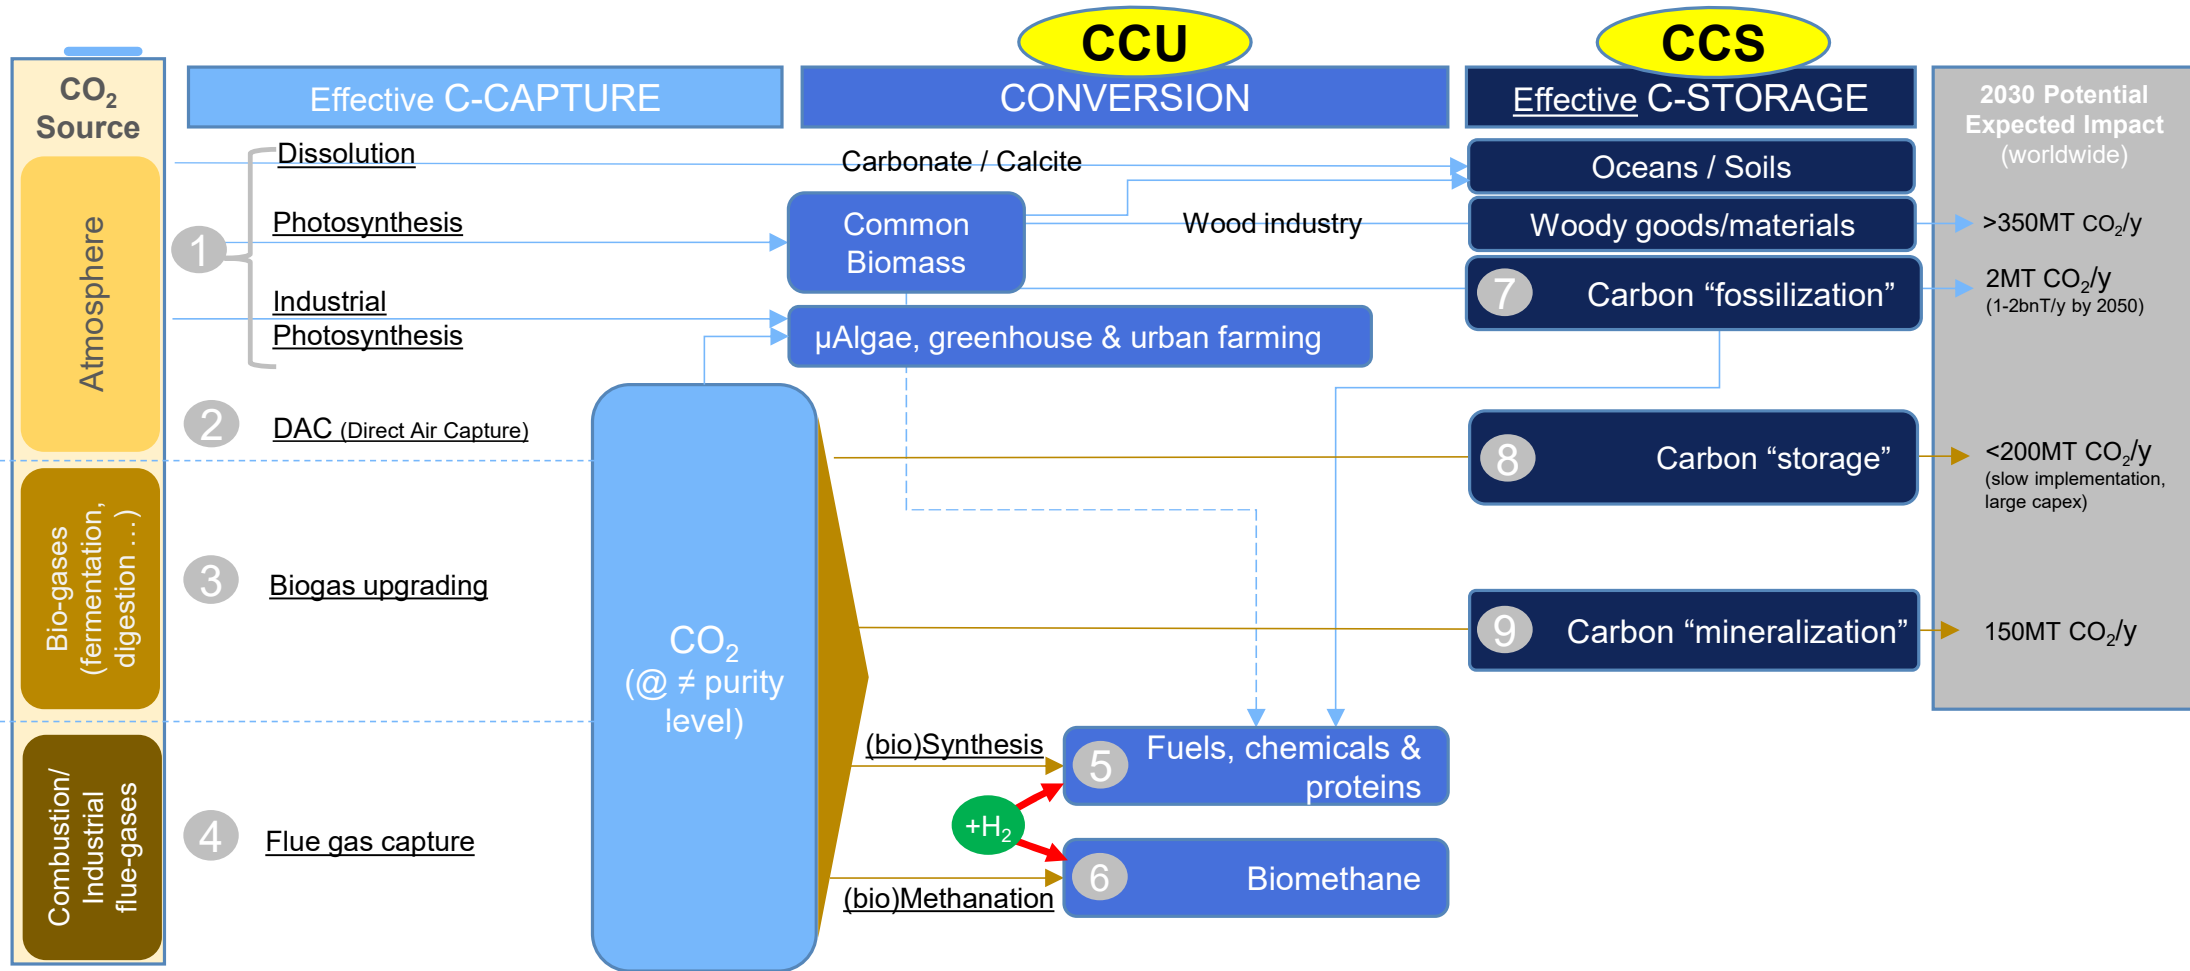 CCU
CCS
CO₂
Source
Effective C-CAPTURE
CONVERSION
Effective C-STORAGE
2030 Potential
Expected Impact
(worldwide)
Atmosphere
Bio-gases
(fermentation,
digestion …)
Combustion/
Industrial
flue-gases
1
Dissolution
Photosynthesis
Industrial
Photosynthesis
2
DAC (Direct Air Capture)
3
Biogas upgrading
4
Flue gas capture
CO₂
(@ ≠ purity
level)
Carbonate / Calcite
Common
Biomass
Wood industry
µAlgae, greenhouse & urban farming
(bio)Synthesis
+H₂
(bio)Methanation
5
Fuels, chemicals &
proteins
6
Biomethane
Oceans / Soils
Woody goods/materials
>350MT CO₂/y
7
Carbon “fossilization”
2MT CO₂/y
(1-2bnT/y by 2050)
8
Carbon “storage”
<200MT CO₂/y
(slow implementation,
large capex)
9
Carbon “mineralization”
150MT CO₂/y